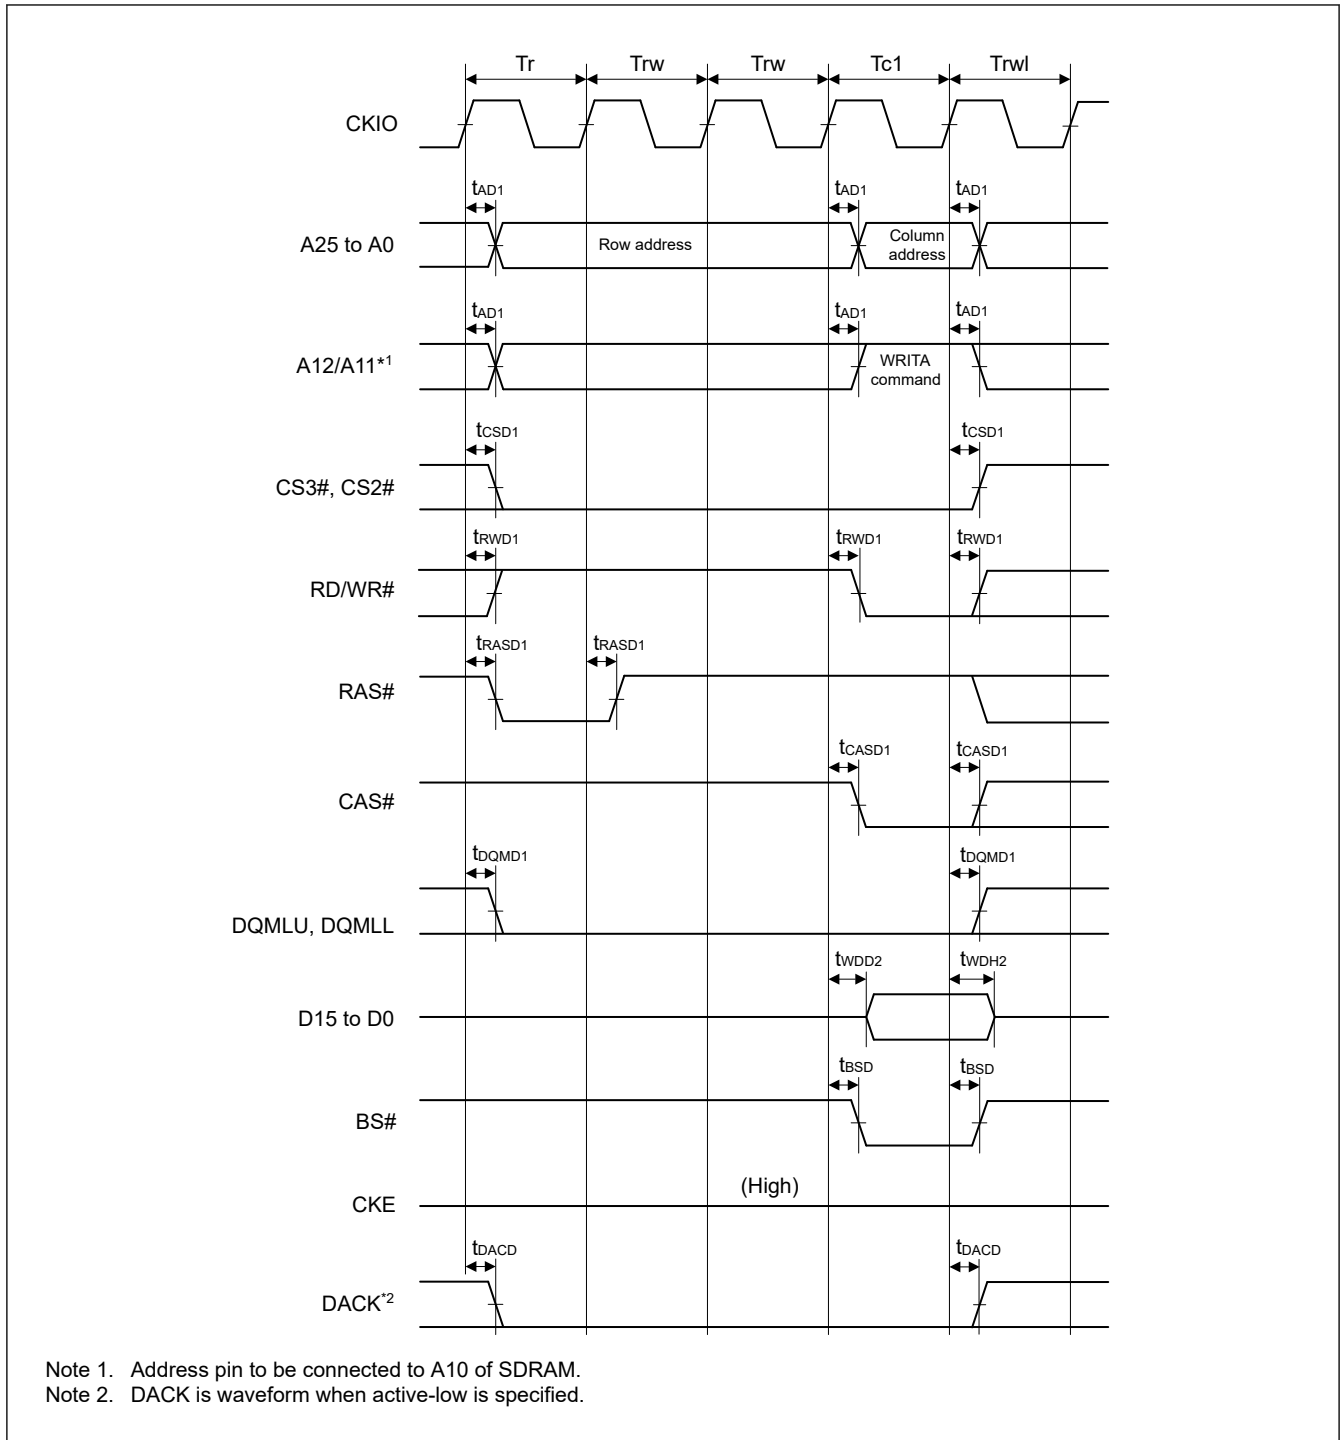 Tr Trw Trw Tc1 Trwl
CKIO
tAD1 tAD1 tAD1
A25 to A0 Row address Column address
tAD1 tAD1 tAD1
A12/A11*1 WRITA command
tCSD1 tCSD1
CS3#, CS2#
tRWD1 tRWD1 tRWD1
RD/WR#
tRASD1 tRASD1
RAS#
tCASD1 tCASD1
CAS#
tDQMD1 tDQMD1
DQMLU, DQMLL
tWDD2 tWDH2
D15 to D0
tBSD tBSD
BS#
(High)
CKE
tDACD tDACD
DACK*2
Note 1. Address pin to be connected to A10 of SDRAM.
Note 2. DACK is waveform when active-low is specified.